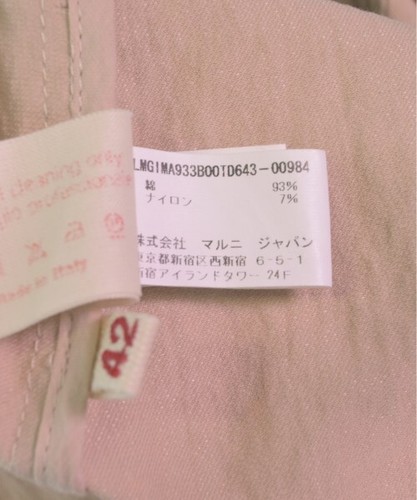 LMGIMA933B00TD643-00984
綿 93%
ナイロン 7%
株式会社 マルニ ジャパン
東京都新宿区西新宿 6-5-1
新宿アイランドタワー 24F
cleaning only
Made in Italy
42